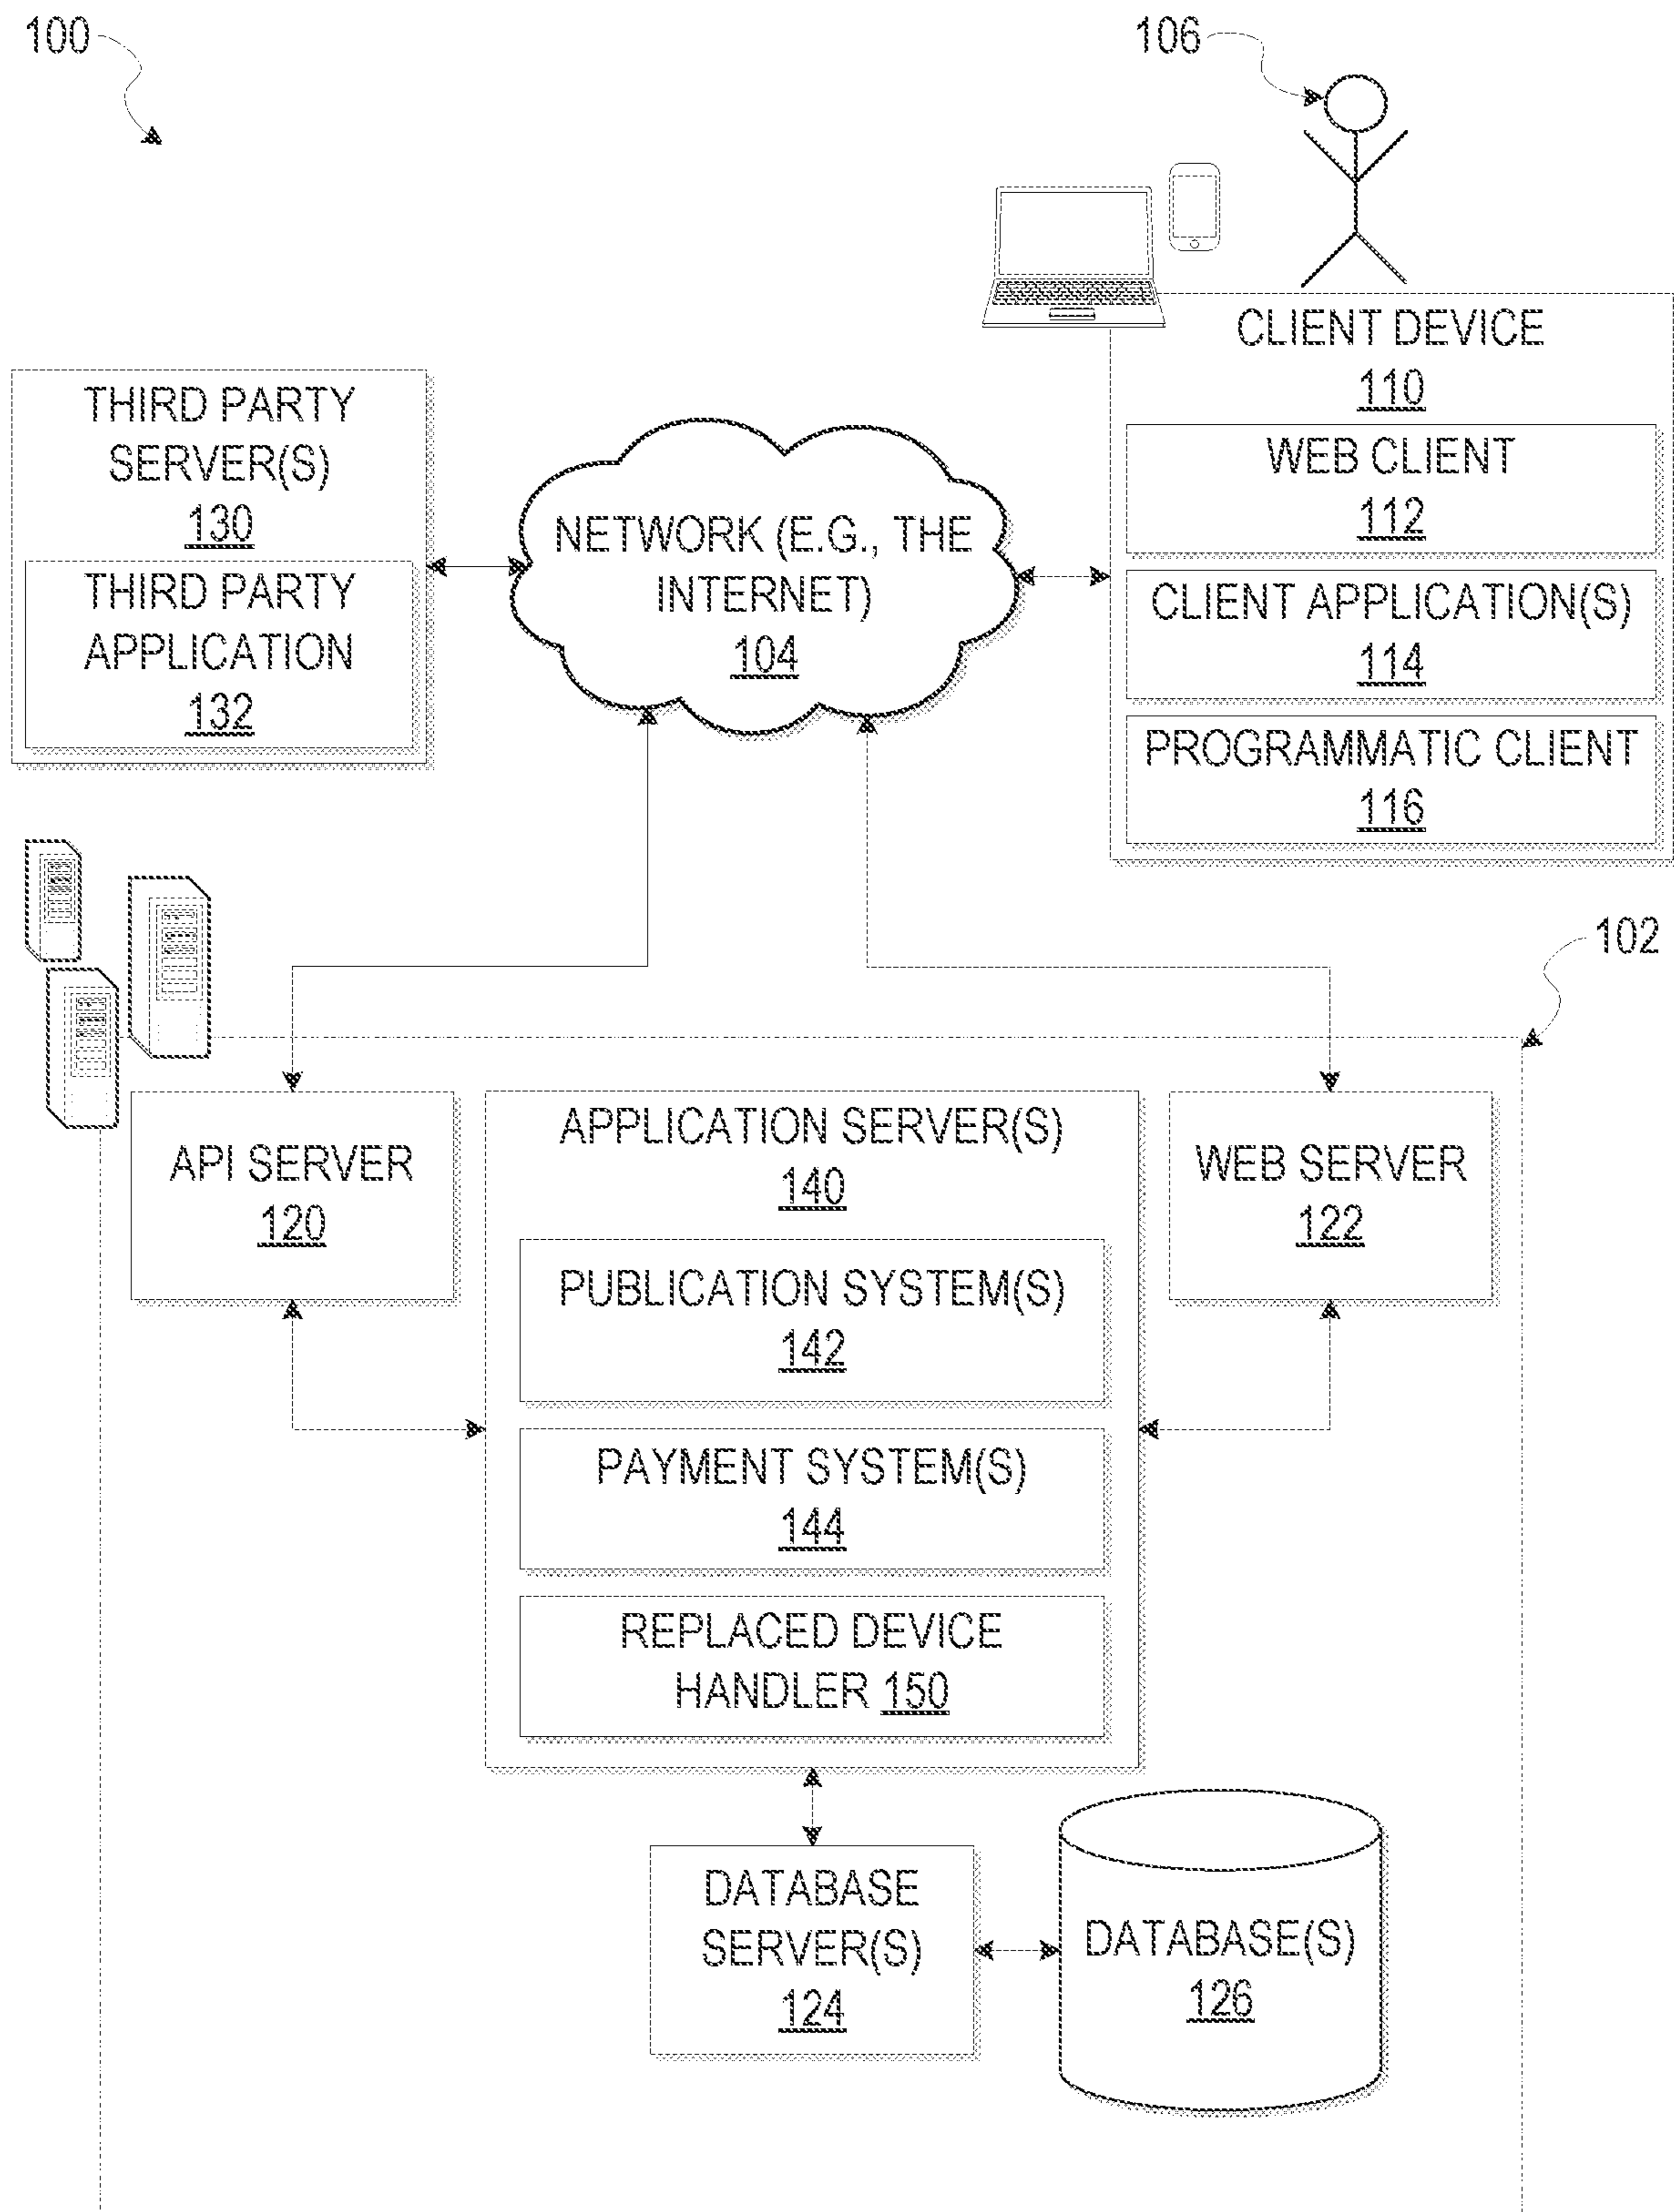 100
106
CLIENT DEVICE
110
WEB CLIENT
112
CLIENT APPLICATION(S)
114
PROGRAMMATIC CLIENT
116
THIRD PARTY
SERVER(S)
130
THIRD PARTY
APPLICATION
132
NETWORK (E.G., THE
INTERNET)
104
102
API SERVER
120
APPLICATION SERVER(S)
140
PUBLICATION SYSTEM(S)
142
PAYMENT SYSTEM(S)
144
REPLACED DEVICE
HANDLER 150
WEB SERVER
122
DATABASE
SERVER(S)
124
DATABASE(S)
126